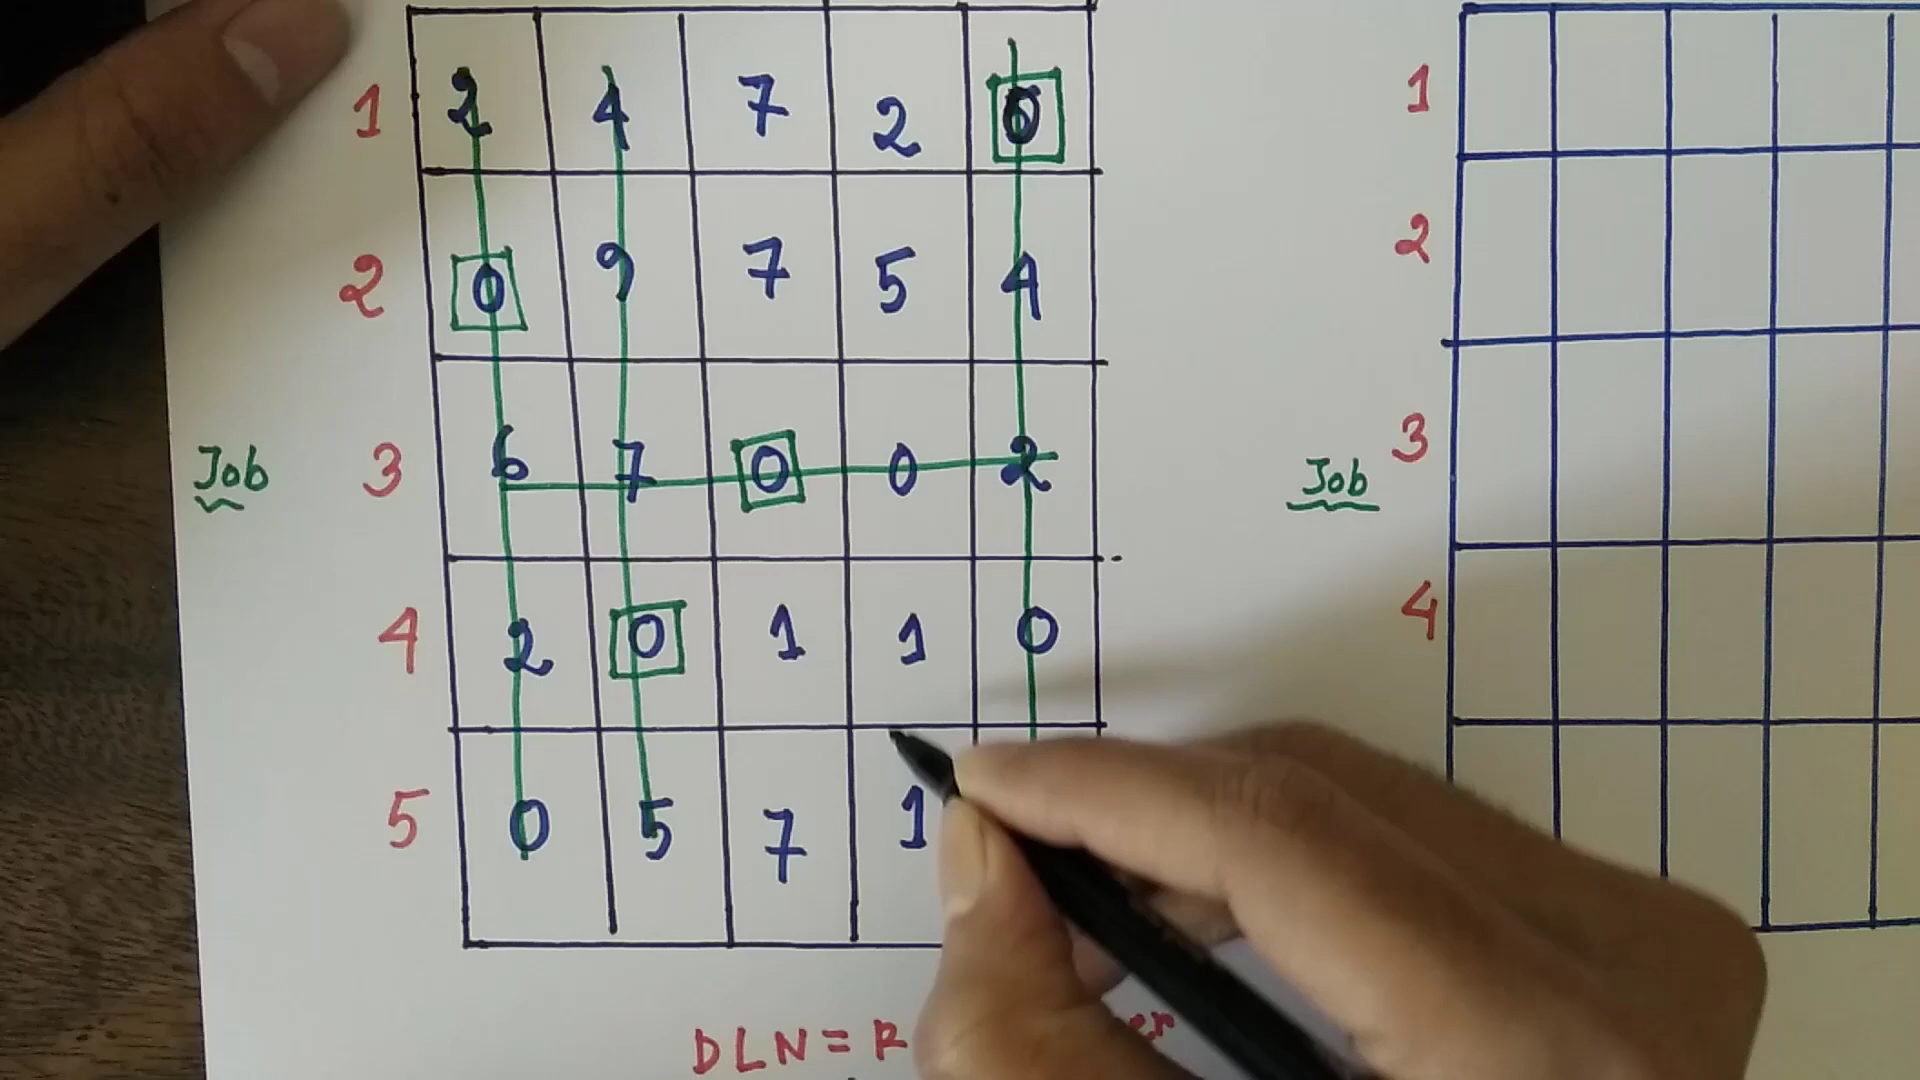 1 2 4 7 2 0 1
2 0 9 7 5 4 2
Job 3 6 7 0 0 2 Job 3
4 2 0 1 1 0 4
5 0 5 7 1
DLN = R